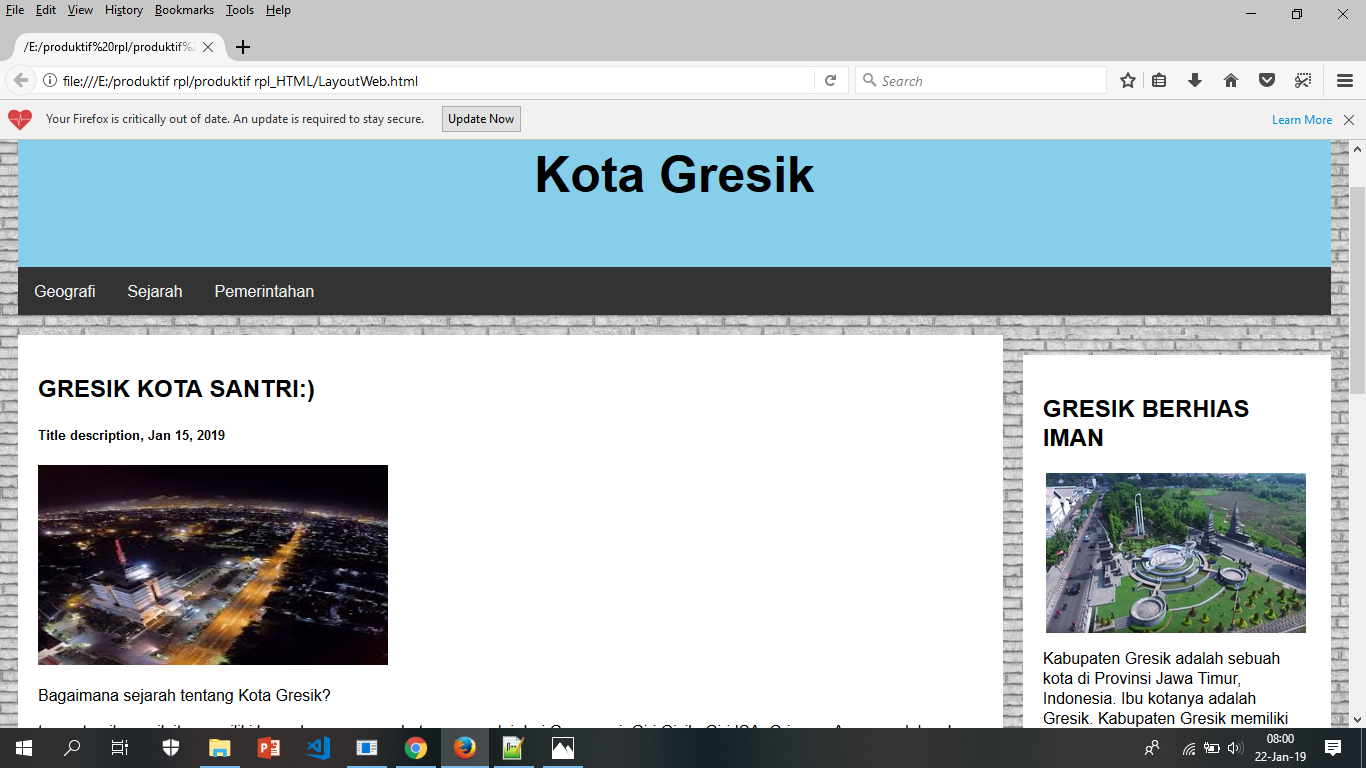 File Edit View History Bookmarks Tools Help
/E:/produktif%20rpl/produktif%2
file:///E:/produktif rpl/produktif rpl_HTML/LayoutWeb.html
Search
Your Firefox is critically out of date. An update is required to stay secure.
Update Now
Learn More
Kota Gresik
Geografi Sejarah Pemerintahan
GRESIK KOTA SANTRI:)
Title description, Jan 15, 2019
Bagaimana sejarah tentang Kota Gresik?
GRESIK BERHIAS
IMAN
Kabupaten Gresik adalah sebuah
kota di Provinsi Jawa Timur,
Indonesia. Ibu kotanya adalah
Gresik. Kabupaten Gresik memiliki
08:00
22-Jan-19